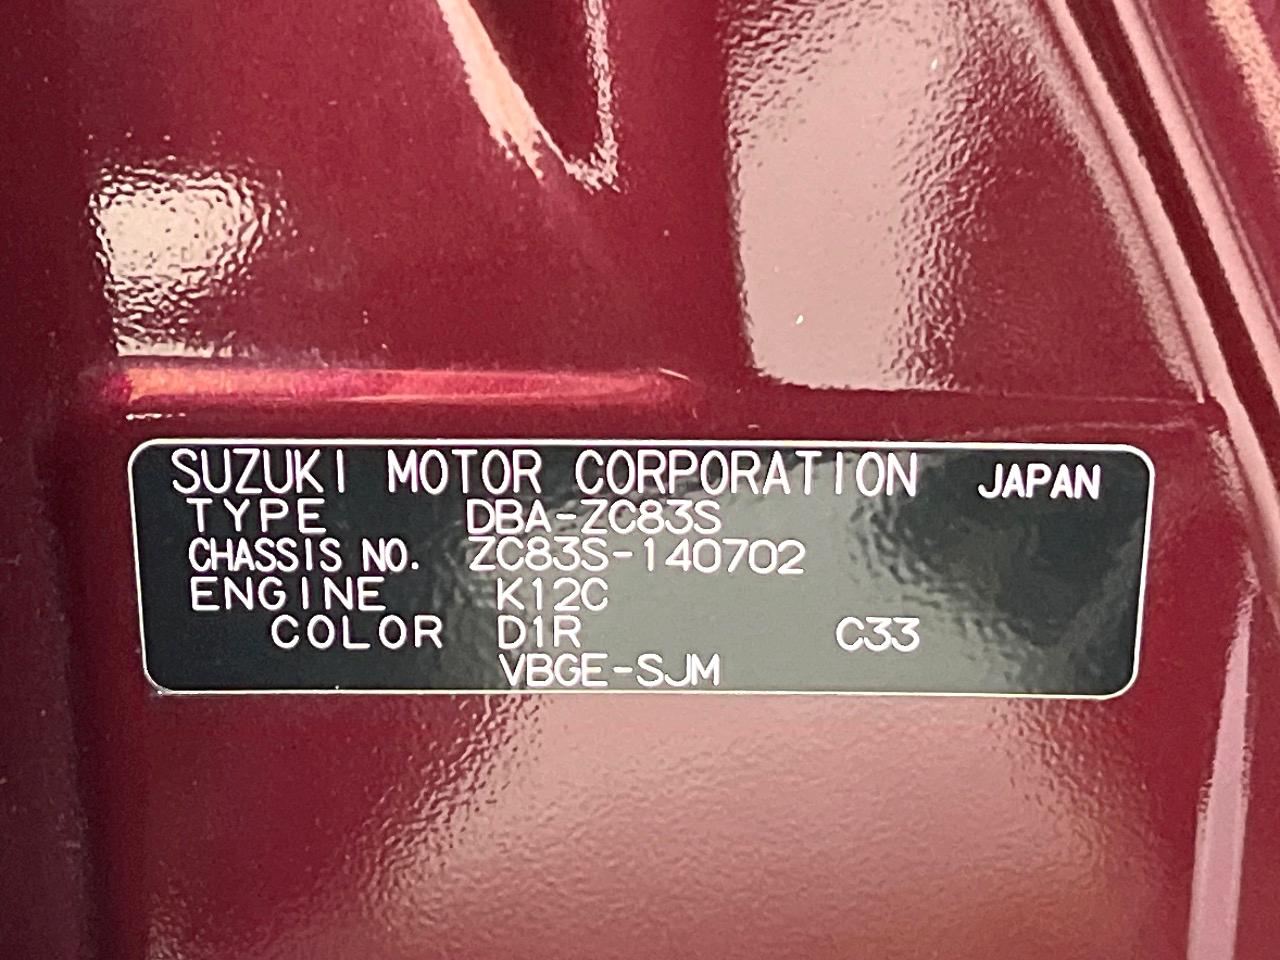 SUZUKI MOTOR CORPORATION JAPAN
TYPE DBA-ZC83S
CHASSIS NO. ZC83S-140702
ENGINE K12C
COLOR D1R C33
VBGE-SJM